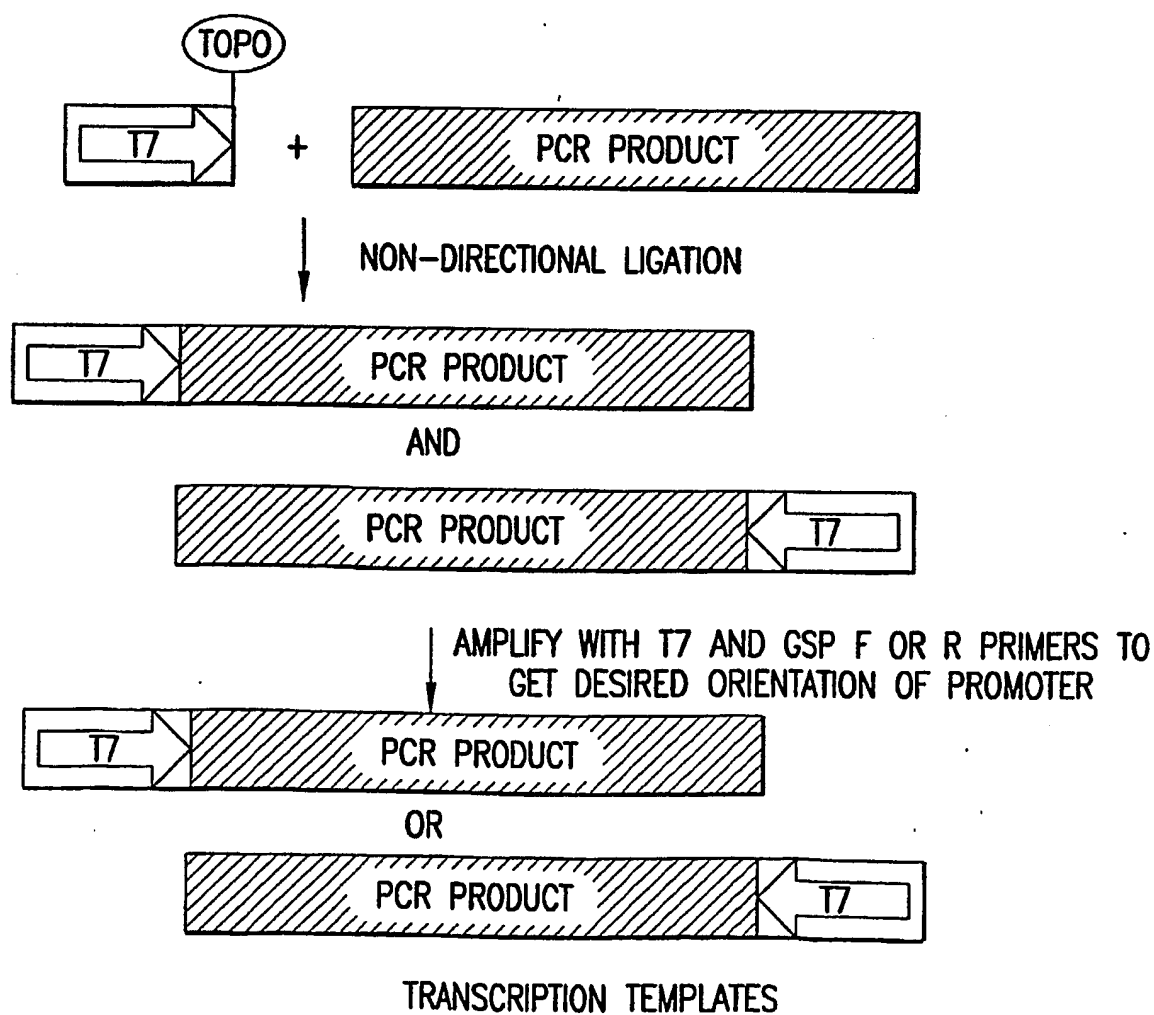 TOPO
T7
+
PCR PRODUCT
NON-DIRECTIONAL LIGATION
T7
PCR PRODUCT
AND
PCR PRODUCT
T7
AMPLIFY WITH T7 AND GSP F OR R PRIMERS TO
GET DESIRED ORIENTATION OF PROMOTER
T7
PCR PRODUCT
OR
PCR PRODUCT
T7
TRANSCRIPTION TEMPLATES